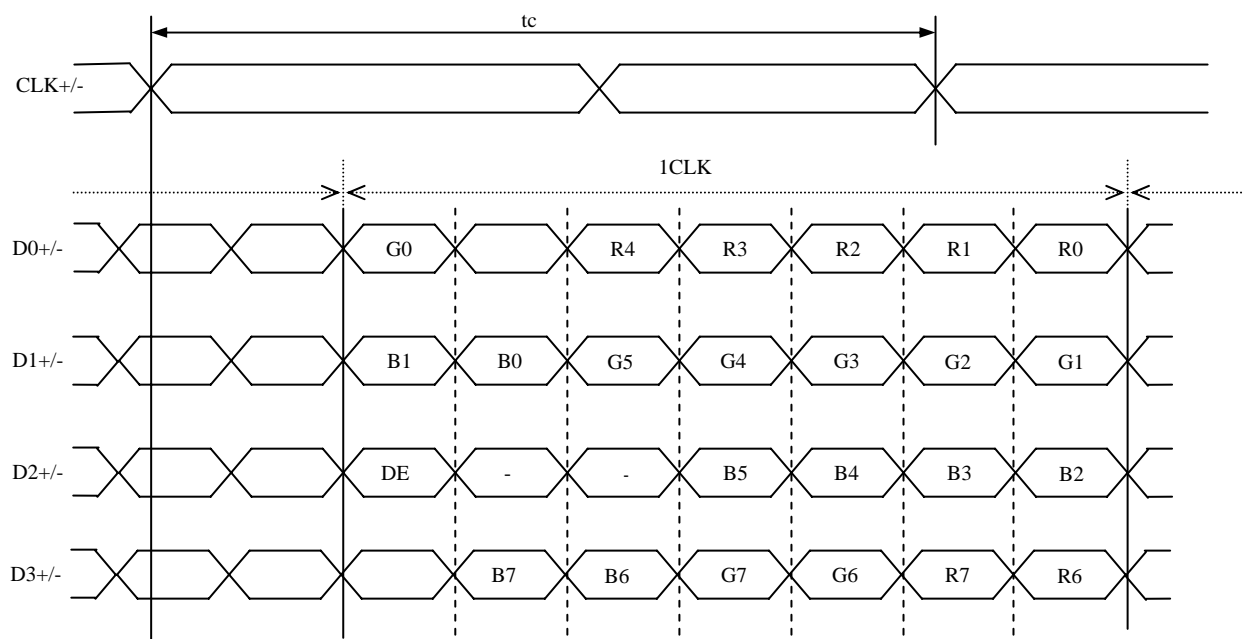 tc
CLK+/-
1CLK
D0+/- G0 R4 R3 R2 R1 R0
D1+/- B1 B0 G5 G4 G3 G2 G1
D2+/- DE - - B5 B4 B3 B2
D3+/- B7 B6 G7 G6 R7 R6